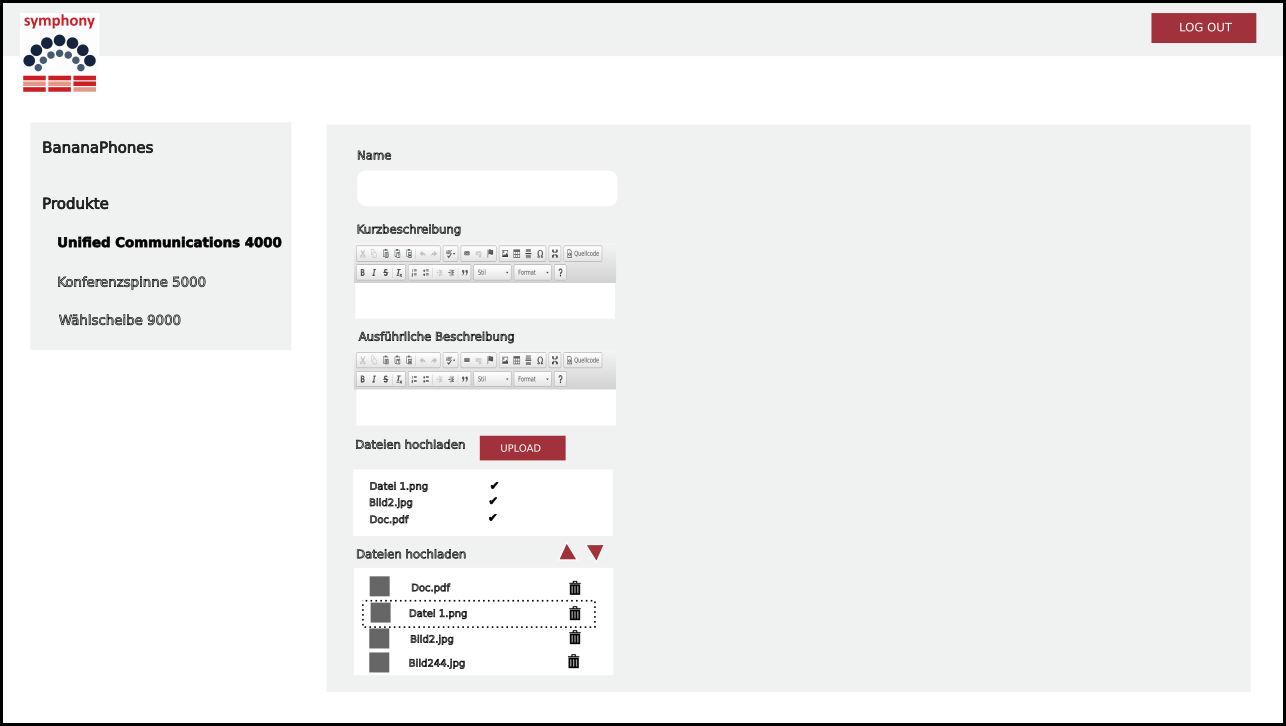 symphony
LOG OUT
BananaPhones
Produkte
Unified Communications 4000
Konferenzspinne 5000
Wählscheibe 9000
Name
Kurzbeschreibung
Quellcode
B I S Ix Stil Format ?
Ausführliche Beschreibung
Quellcode
B I S Ix Stil Format ?
Dateien hochladen UPLOAD
Datei 1.png ✔
Bild2.jpg ✔
Doc.pdf ✔
Dateien hochladen
Doc.pdf
Datei 1.png
Bild2.jpg
Bild244.jpg